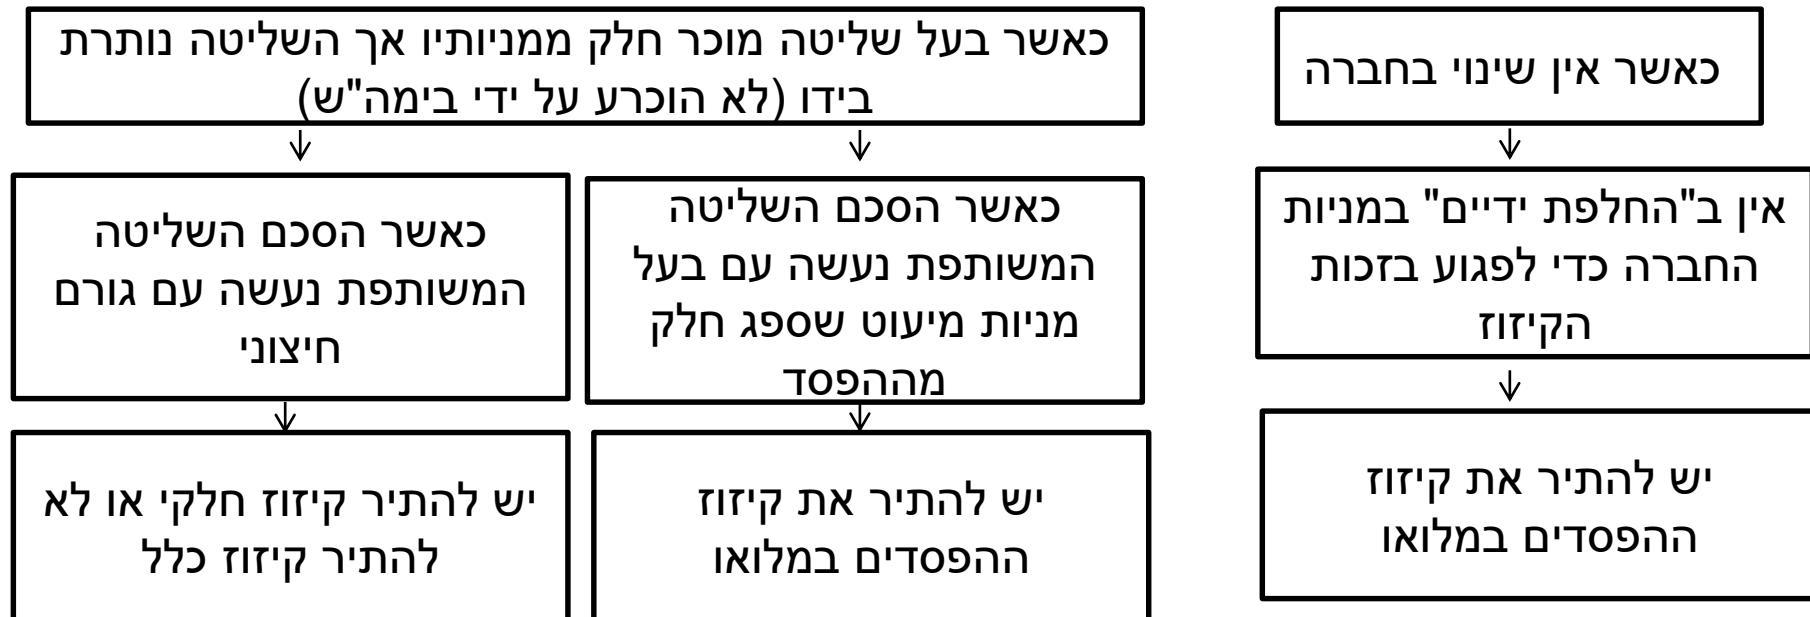 כאשר אין שינוי בחברה
אין ב"החלפת ידיים" במניות
החברה כדי לפגוע בזכות
הקיזוז
יש להתיר את קיזוז
ההפסדים במלואו
כאשר בעל שליטה מוכר חלק ממניותיו אך השליטה נותרת
בידו (לא הוכרע על ידי בימה"ש)
כאשר הסכם השליטה
המשותפת נעשה עם בעל
מניות מיעוט שספג חלק
מההפסד
יש להתיר את קיזוז
ההפסדים במלואו
כאשר הסכם השליטה
המשותפת נעשה עם גורם
חיצוני
יש להתיר קיזוז חלקי או לא
להתיר קיזוז כלל